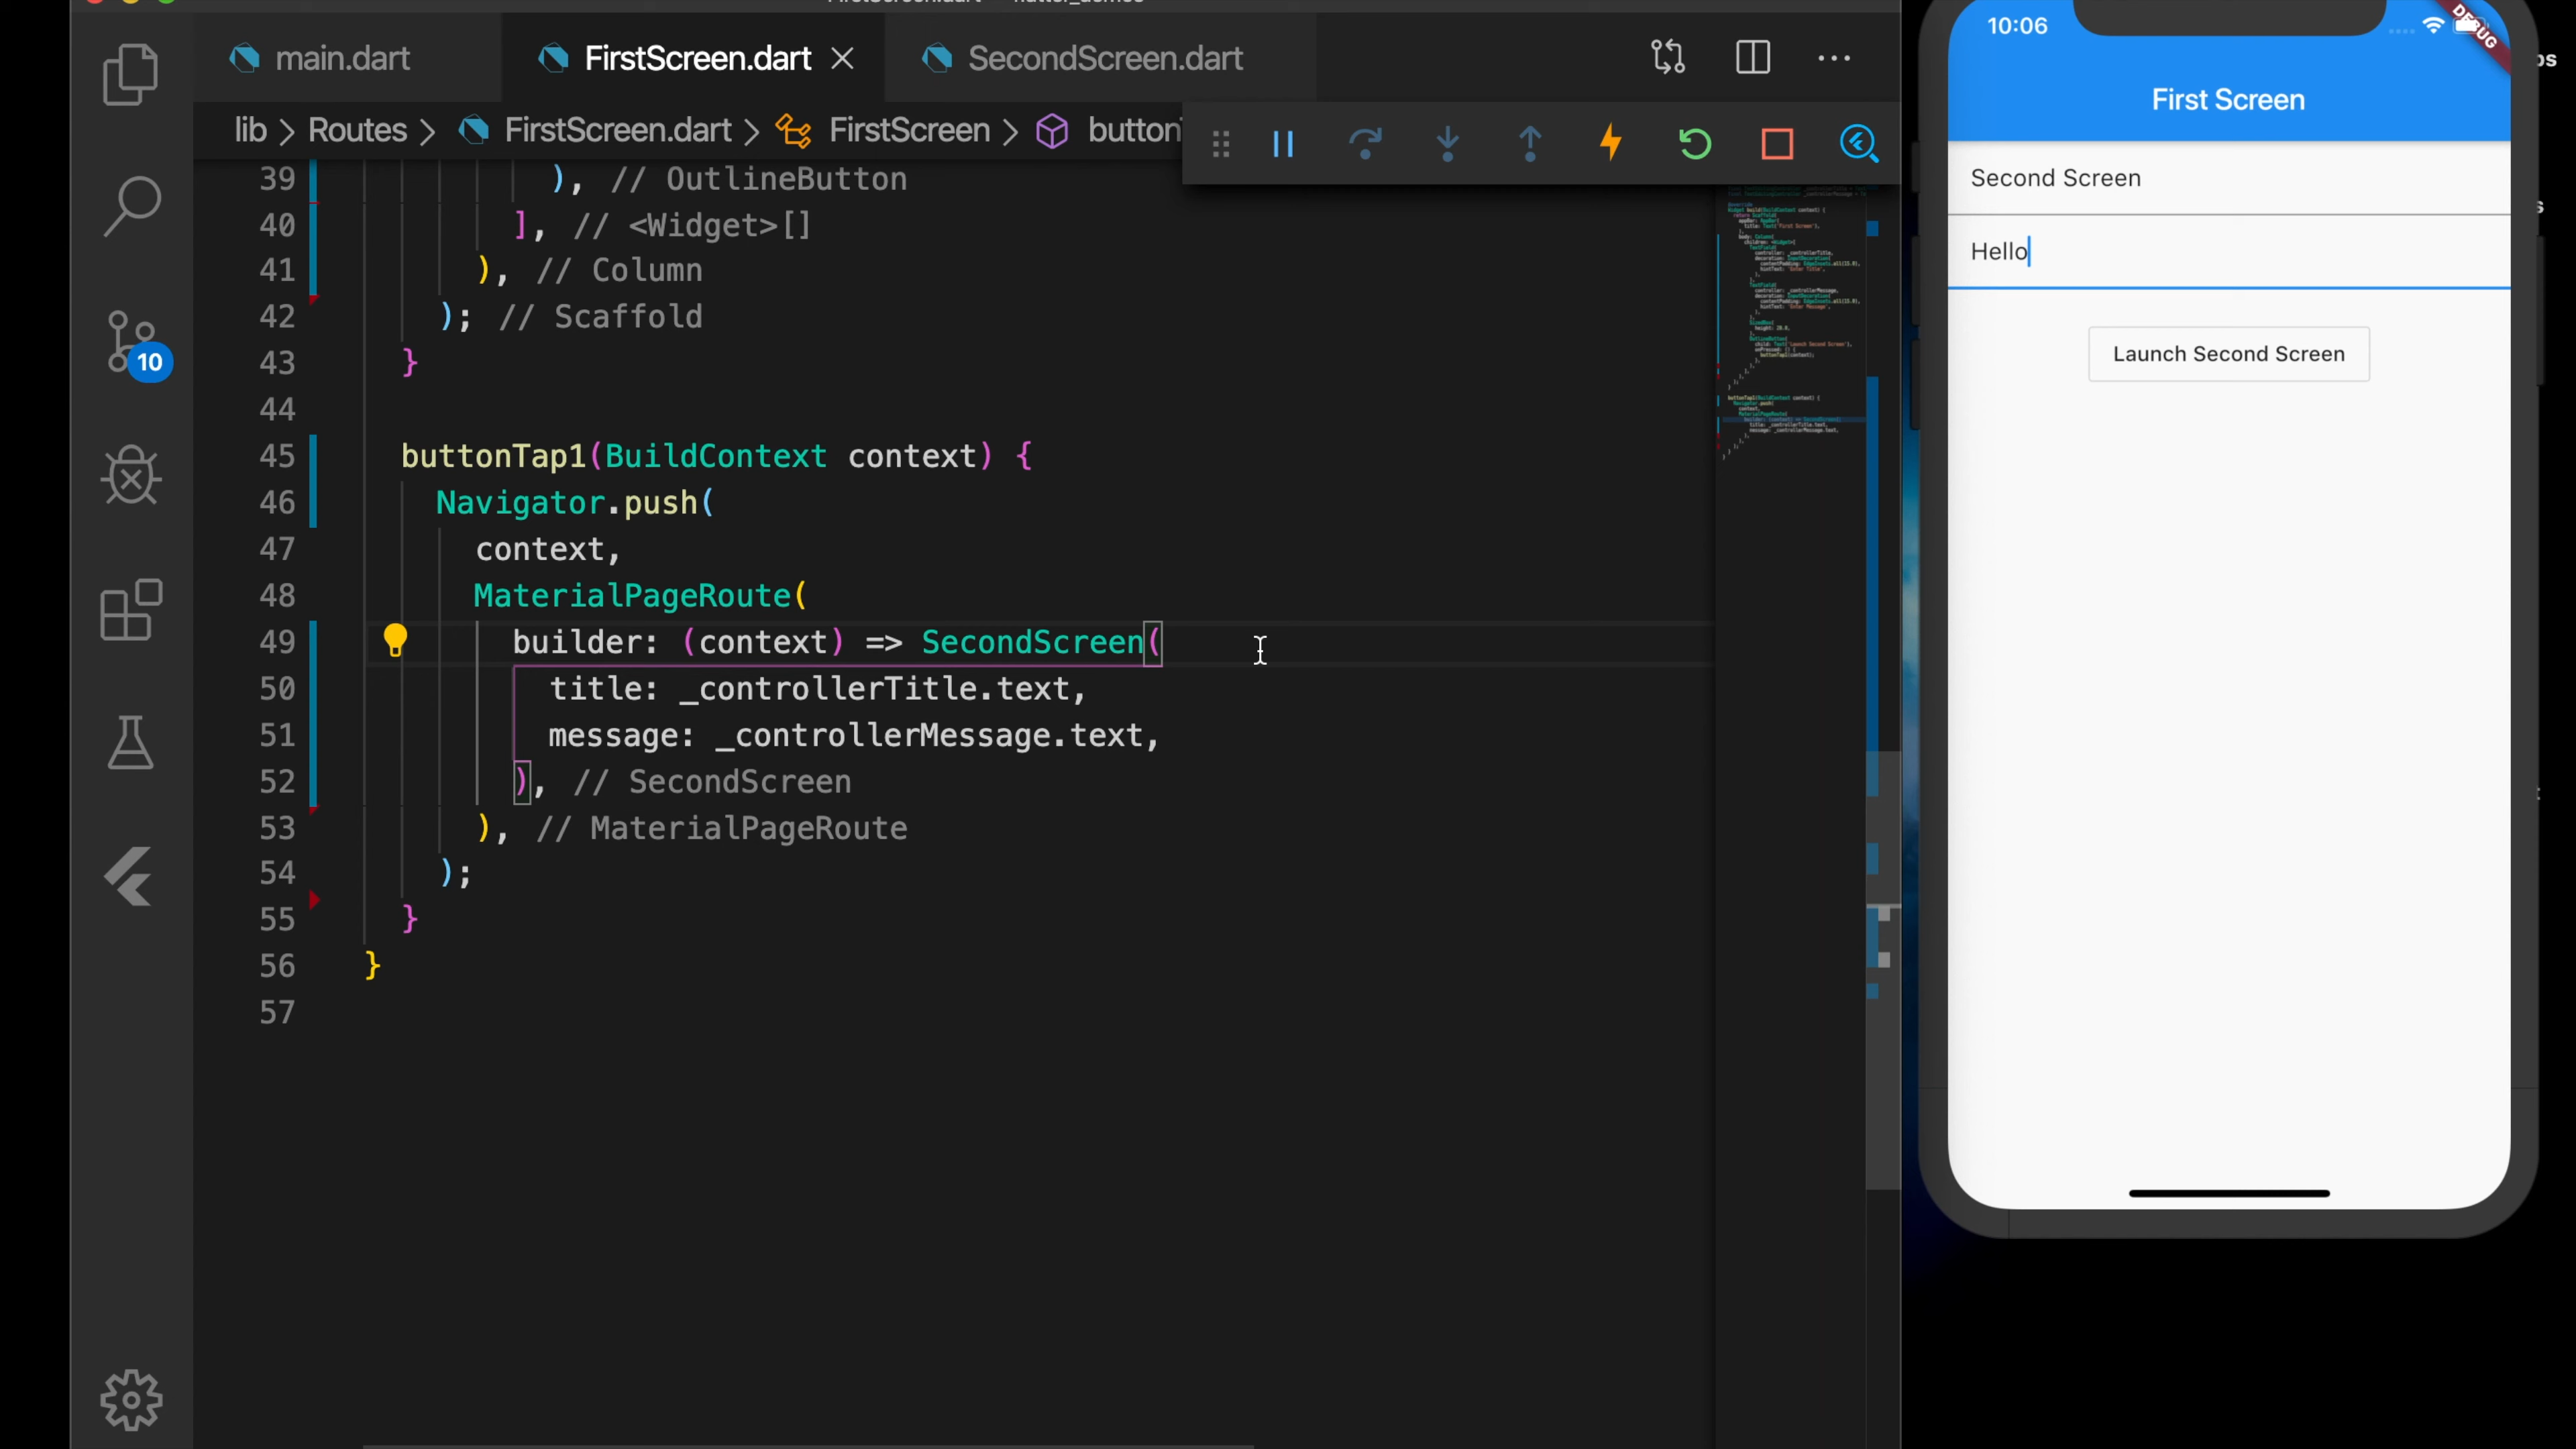 main.dart
FirstScreen.dart
SecondScreen.dart
lib > Routes > FirstScreen.dart > FirstScreen > button
39 ), // OutlineButton
40 ], // <Widget>[]
41 ), // Column
42 ); // Scaffold
43 }
44
45 buttonTap1(BuildContext context) {
46 Navigator.push(
47 context,
48 MaterialPageRoute(
49 builder: (context) => SecondScreen(
50 title: _controllerTitle.text,
51 message: _controllerMessage.text,
52 ), // SecondScreen
53 ), // MaterialPageRoute
54 );
55 }
56 }
57
10
10:06
DEBUG
First Screen
Second Screen
Hello
Launch Second Screen